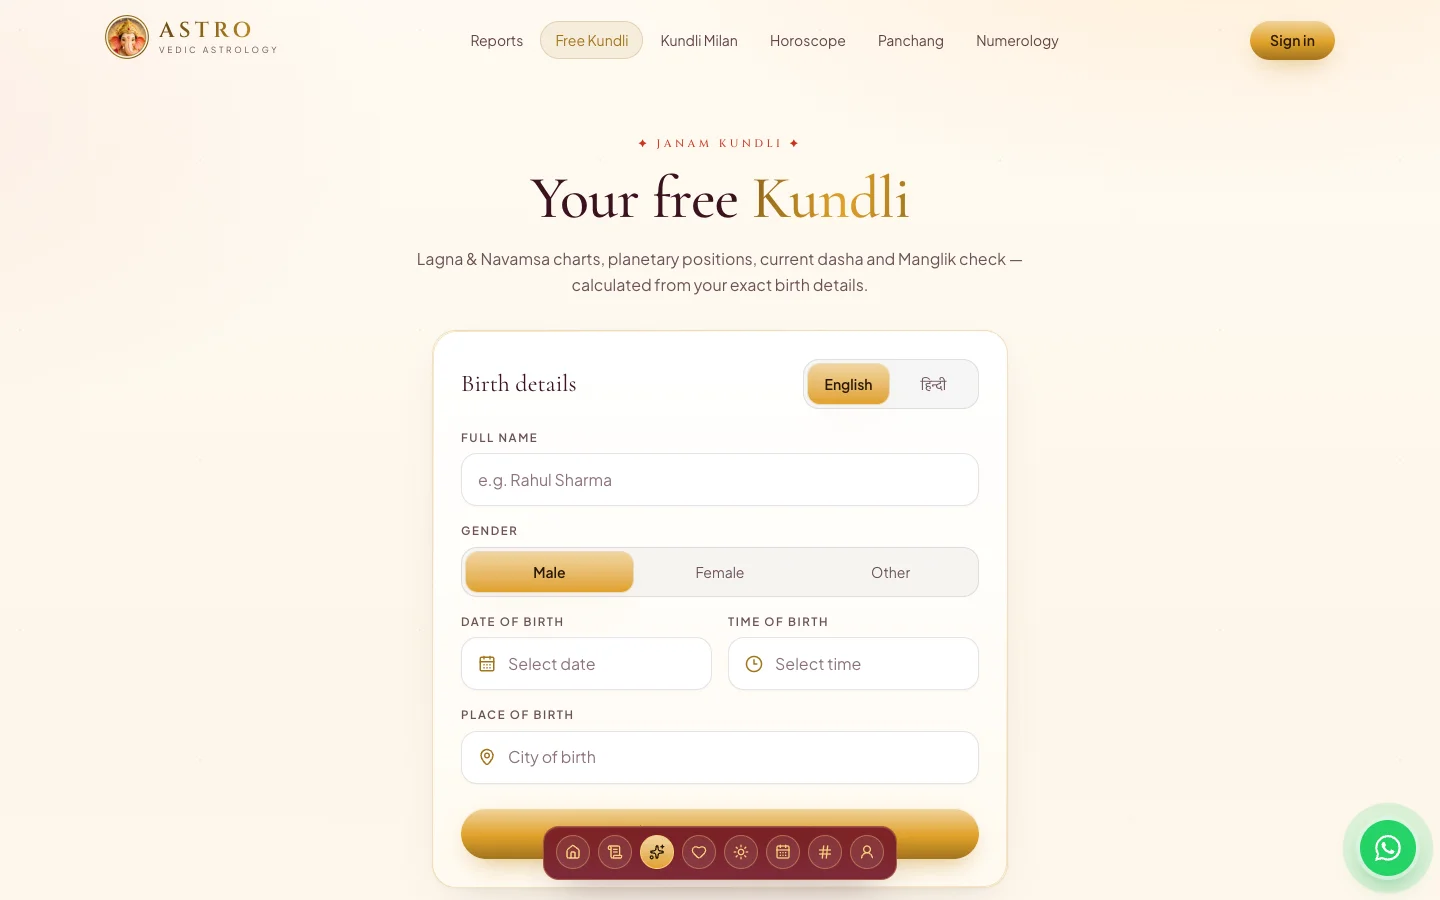 ASTRO
VEDIC ASTROLOGY
Reports
Free Kundli
Kundli Milan
Horoscope
Panchang
Numerology
Sign in
✦ JANAM KUNDLI ✦
Your free Kundli
Lagna & Navamsa charts, planetary positions, current dasha and Manglik check —
calculated from your exact birth details.
Birth details
English
हिन्दी
FULL NAME
e.g. Rahul Sharma
GENDER
Male
Female
Other
DATE OF BIRTH
TIME OF BIRTH
Select date
Select time
PLACE OF BIRTH
City of birth